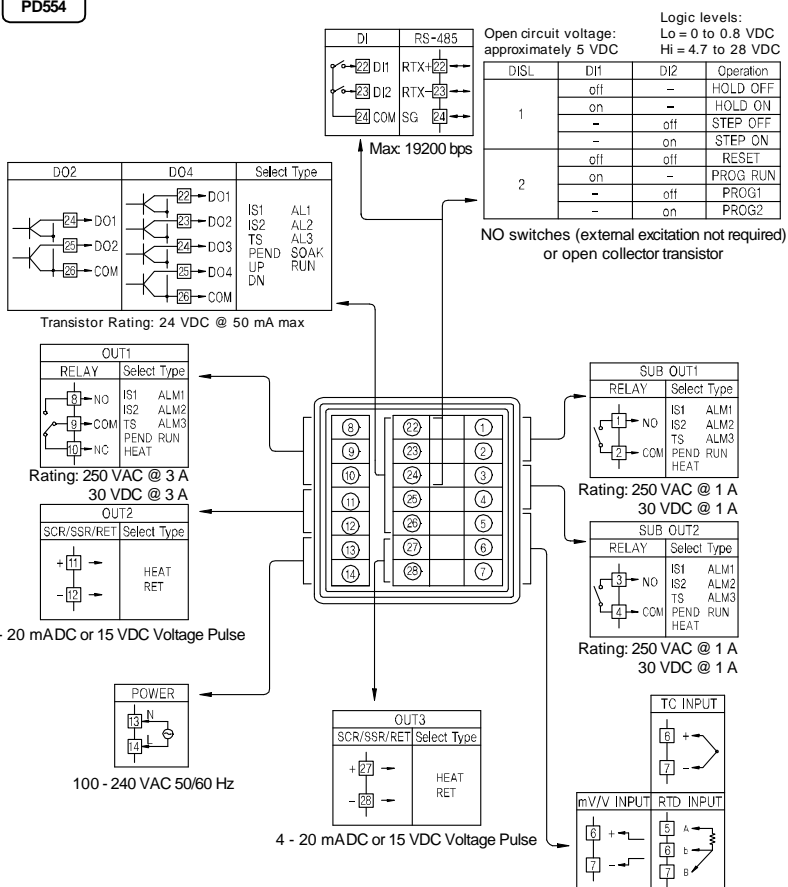 PD554
DI RS-485
22 DI1 RTX+ 22
23 DI2 RTX- 23
24 COM SG 24
Max: 19200 bps
Open circuit voltage:
approximately 5 VDC
Logic levels:
Lo = 0 to 0.8 VDC
Hi = 4.7 to 28 VDC
DISL DI1 DI2 Operation
1 off - HOLD OFF
on - HOLD ON
- off STEP OFF
- on STEP ON
2 off off RESET
on - PROG RUN
- off PROG1
- on PROG2
NO switches (external excitation not required)
or open collector transistor
DO2 DO4 Select Type
24 DO1
25 DO2
26 COM
22 DO1
23 DO2
24 DO3
25 DO4
26 COM
IS1 AL1
IS2 AL2
TS AL3
PEND SOAK
UP RUN
DN
Transistor Rating: 24 VDC @ 50 mA max
OUT1
RELAY Select Type
8 NO
9 COM
10 NC
IS1 ALM1
IS2 ALM2
TS ALM3
PEND RUN
HEAT
Rating: 250 VAC @ 3 A
30 VDC @ 3 A
OUT2
SCR/SSR/RET Select Type
+ 11
- 12
HEAT
RET
- 20 mADC or 15 VDC Voltage Pulse
POWER
13 N
14 L
100 - 240 VAC 50/60 Hz
8 22 1
9 23 2
10 24 3
11 25 4
12 26 5
13 27 6
14 28 7
SUB OUT1
RELAY Select Type
1 NO
2 COM
IS1 ALM1
IS2 ALM2
TS ALM3
PEND RUN
HEAT
Rating: 250 VAC @ 1 A
30 VDC @ 1 A
SUB OUT2
RELAY Select Type
3 NO
4 COM
IS1 ALM1
IS2 ALM2
TS ALM3
PEND RUN
HEAT
Rating: 250 VAC @ 1 A
30 VDC @ 1 A
OUT3
SCR/SSR/RET Select Type
+ 27
- 28
HEAT
RET
4 - 20 mADC or 15 VDC Voltage Pulse
TC INPUT
6 +
7 -
mV/V INPUT RTD INPUT
6 +
7 -
5 A
6 b
7 B